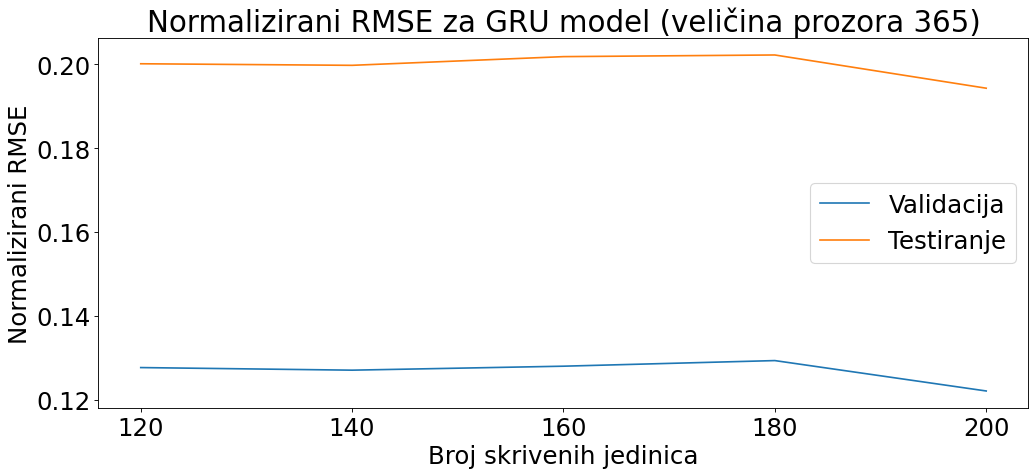 Normalizirani RMSE za GRU model (veličina prozora 365)
Normalizirani RMSE
0.20
0.18
0.16
0.14
0.12
Validacija
Testiranje
120 140 160 180 200
Broj skrivenih jedinica